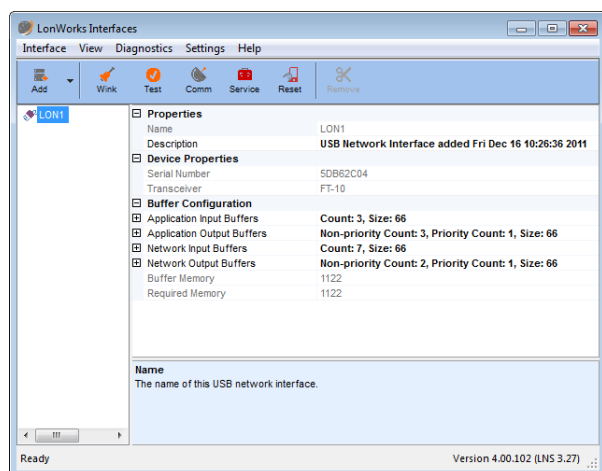 LonWorks Interfaces
Interface View Diagnostics Settings Help
Add Wink Test Comm Service Reset Remove
LON1
Properties
Name LON1
Description USB Network Interface added Fri Dec 16 10:26:36 2011
Device Properties
Serial Number 5DB62C04
Transceiver FT-10
Buffer Configuration
Application Input Buffers Count: 3, Size: 66
Application Output Buffers Non-priority Count: 3, Priority Count: 1, Size: 66
Network Input Buffers Count: 7, Size: 66
Network Output Buffers Non-priority Count: 2, Priority Count: 1, Size: 66
Buffer Memory 1122
Required Memory 1122
Name
The name of this USB network interface.
Ready Version 4.00.102 (LNS 3.27)